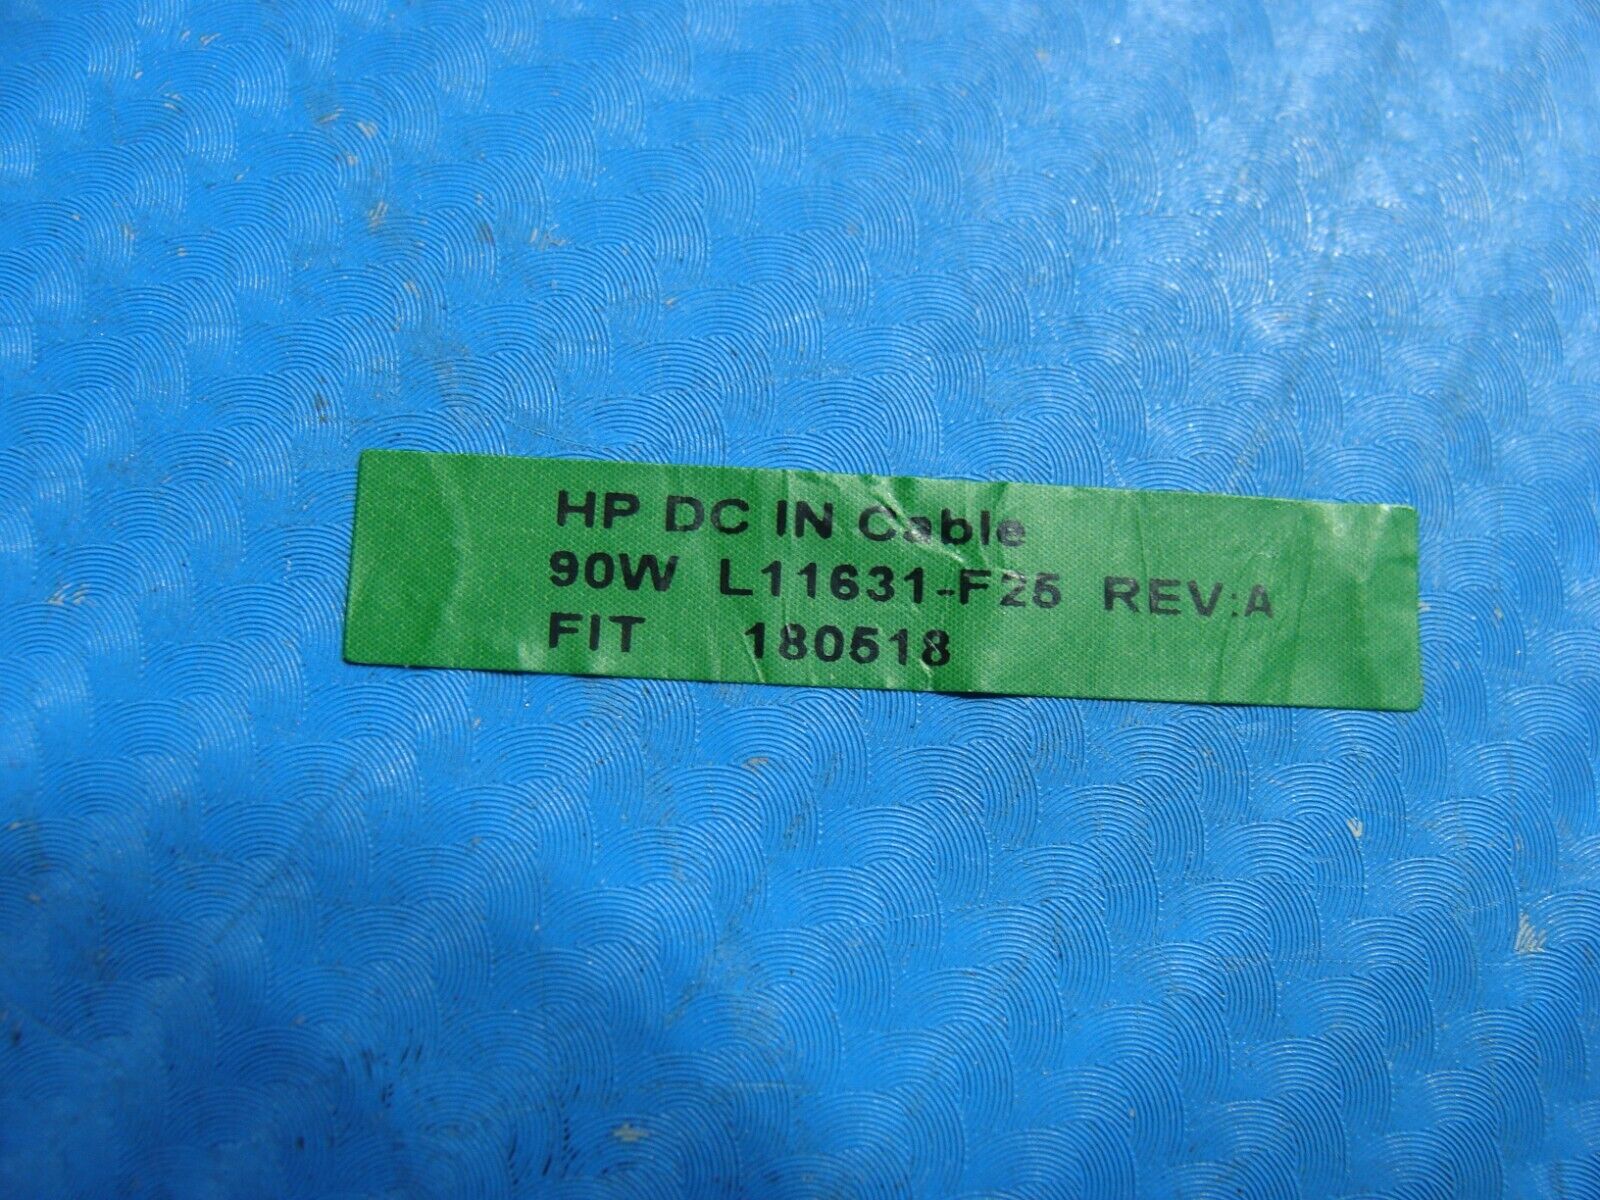 HP DC IN Cable
90W L11631-F25 REV:A
FIT 180518